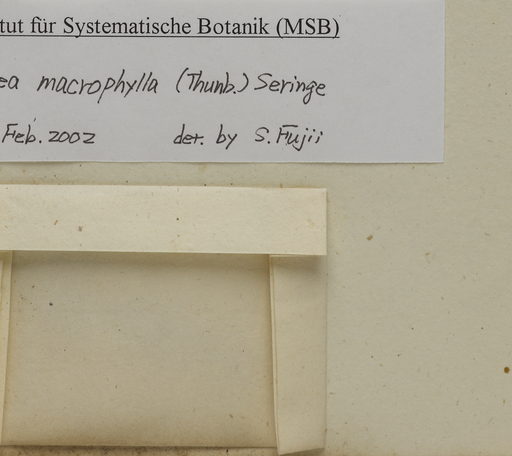 tut für Systematische Botanik (MSB)
ea macrophylla (Thunb.) Seringe
Feb. 2002 det. by S. Fujii